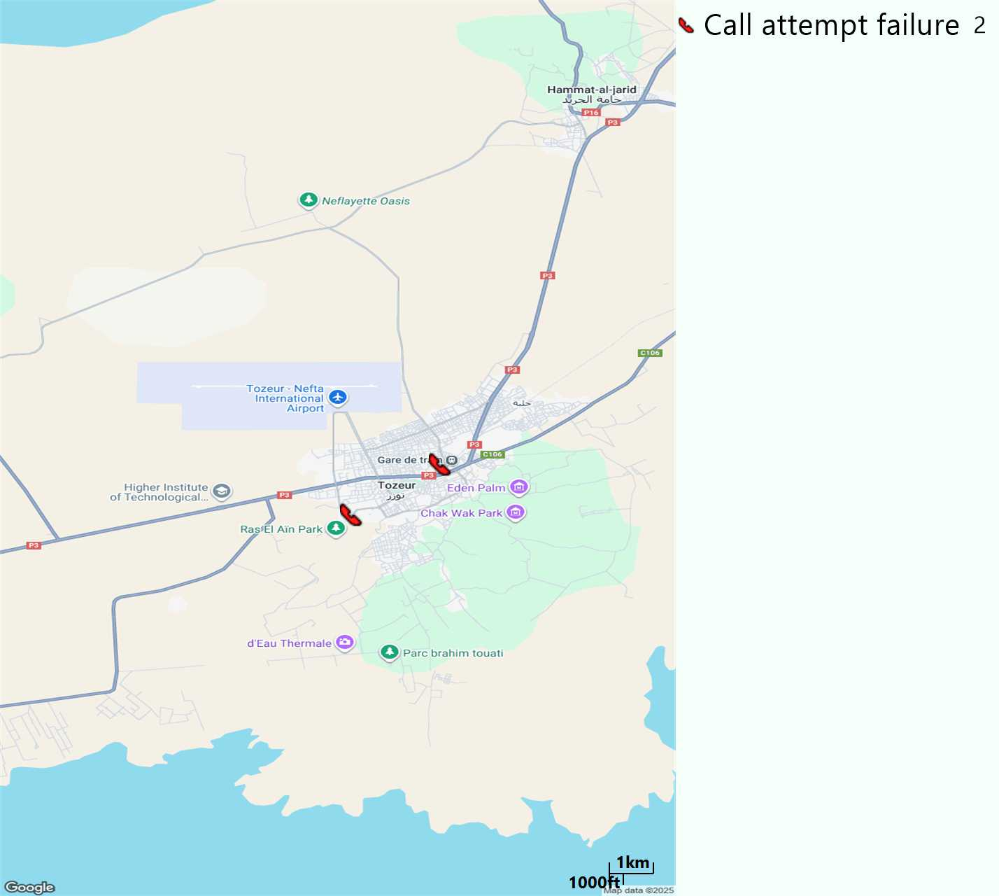 Call attempt failure 2
Hammat-al-jarid
حامة الجريد
P16
P3
Neflayette Oasis
P3
C106
P3
Tozeur - Nefta
International
Airport
حلبه
P3
C106
Gare de train
P3
Tozeur
توزر
Eden Palm
Higher Institute
of Technological...
P3
Chak Wak Park
Ras El Aïn Park
P3
d'Eau Thermale
Parc brahim touati
1km
1000ft
Google
Map data ©2025